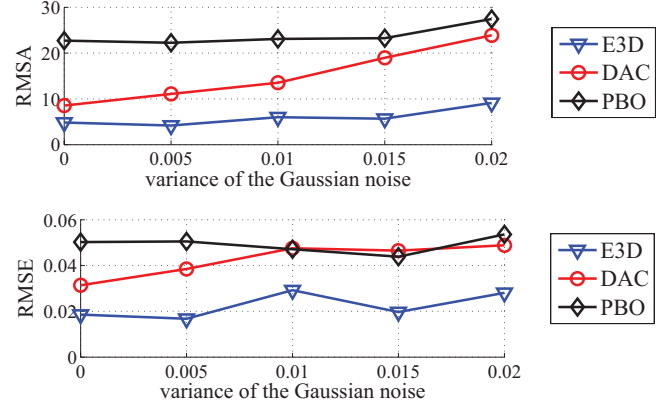 30
20
10
0
RMSA
0 0.005 0.01 0.015 0.02
variance of the Gaussian noise
E3D
DAC
PBO
0.06
0.04
0.02
0
RMSE
0 0.005 0.01 0.015 0.02
variance of the Gaussian noise
E3D
DAC
PBO